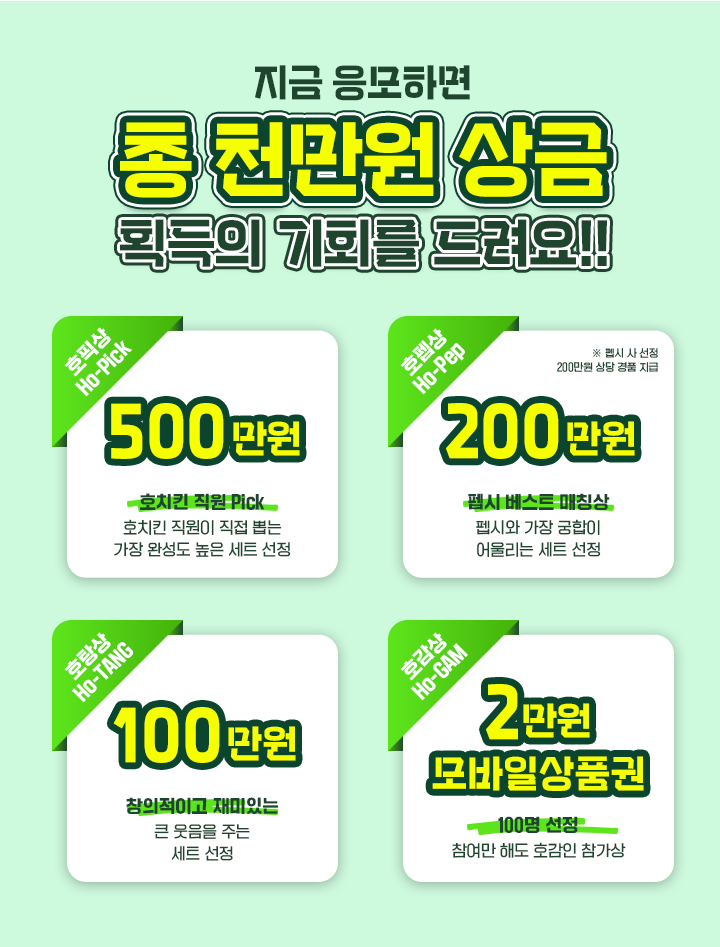 지금 응모하면
총 천만원 상금
획득의 기회를 드려요!!
호픽상
Ho-Pick
500만원
호치킨 직원 Pick
호치킨 직원이 직접 뽑는
가장 완성도 높은 세트 선정
호펩상
Ho-Pep
※ 펩시 사 선정
200만원 상당 경품 지급
200만원
펩시 베스트 매칭상
펩시와 가장 궁합이
어울리는 세트 선정
호탕상
Ho-TANG
100만원
창의적이고 재미있는
큰 웃음을 주는
세트 선정
호감상
Ho-GAM
2만원
모바일상품권
100명 선정
참여만 해도 호감인 참가상